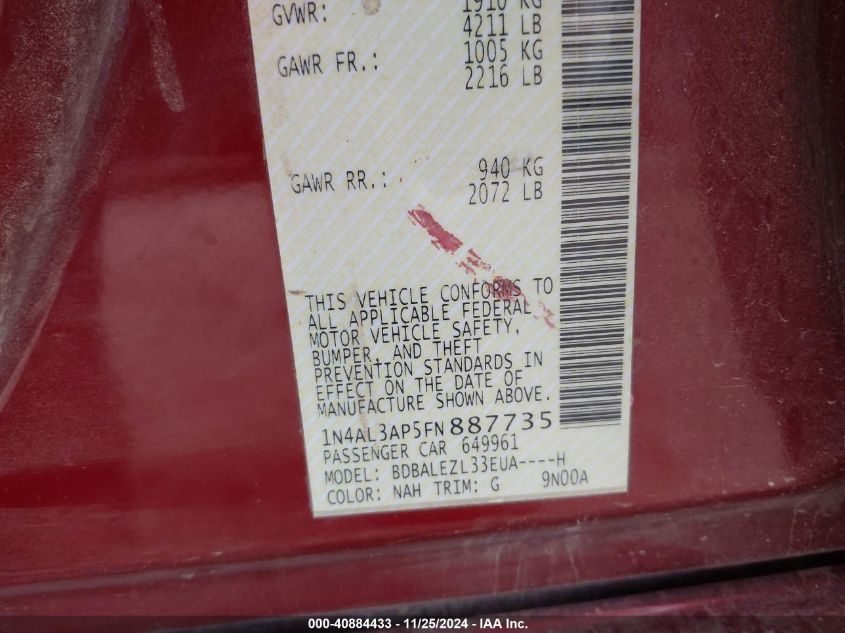 GVWR: 1910 KG
4211 LB
GAWR FR.: 1005 KG
2216 LB
GAWR RR.: 940 KG
2072 LB
THIS VEHICLE CONFORMS TO
ALL APPLICABLE FEDERAL
MOTOR VEHICLE SAFETY,
BUMPER, AND THEFT
PREVENTION STANDARDS IN
EFFECT ON THE DATE OF
MANUFACTURE SHOWN ABOVE.
1N4AL3AP5FN887735
PASSENGER CAR 649961
MODEL: BDBALEZL33EUA----H
COLOR: NAH TRIM: G 9N00A
000-40884433 - 11/25/2024 - IAA Inc.